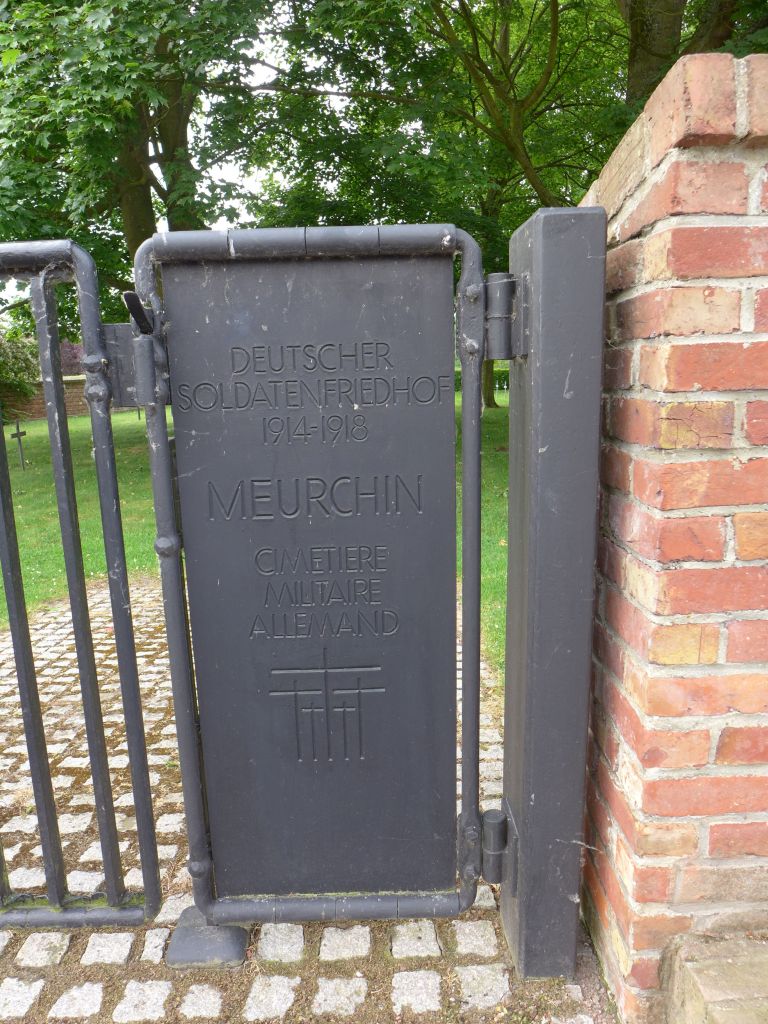 DEUTSCHER
SOLDATENFRIEDHOF
1914-1918
MEURCHIN
CIMETIERE
MILITAIRE
ALLEMAND